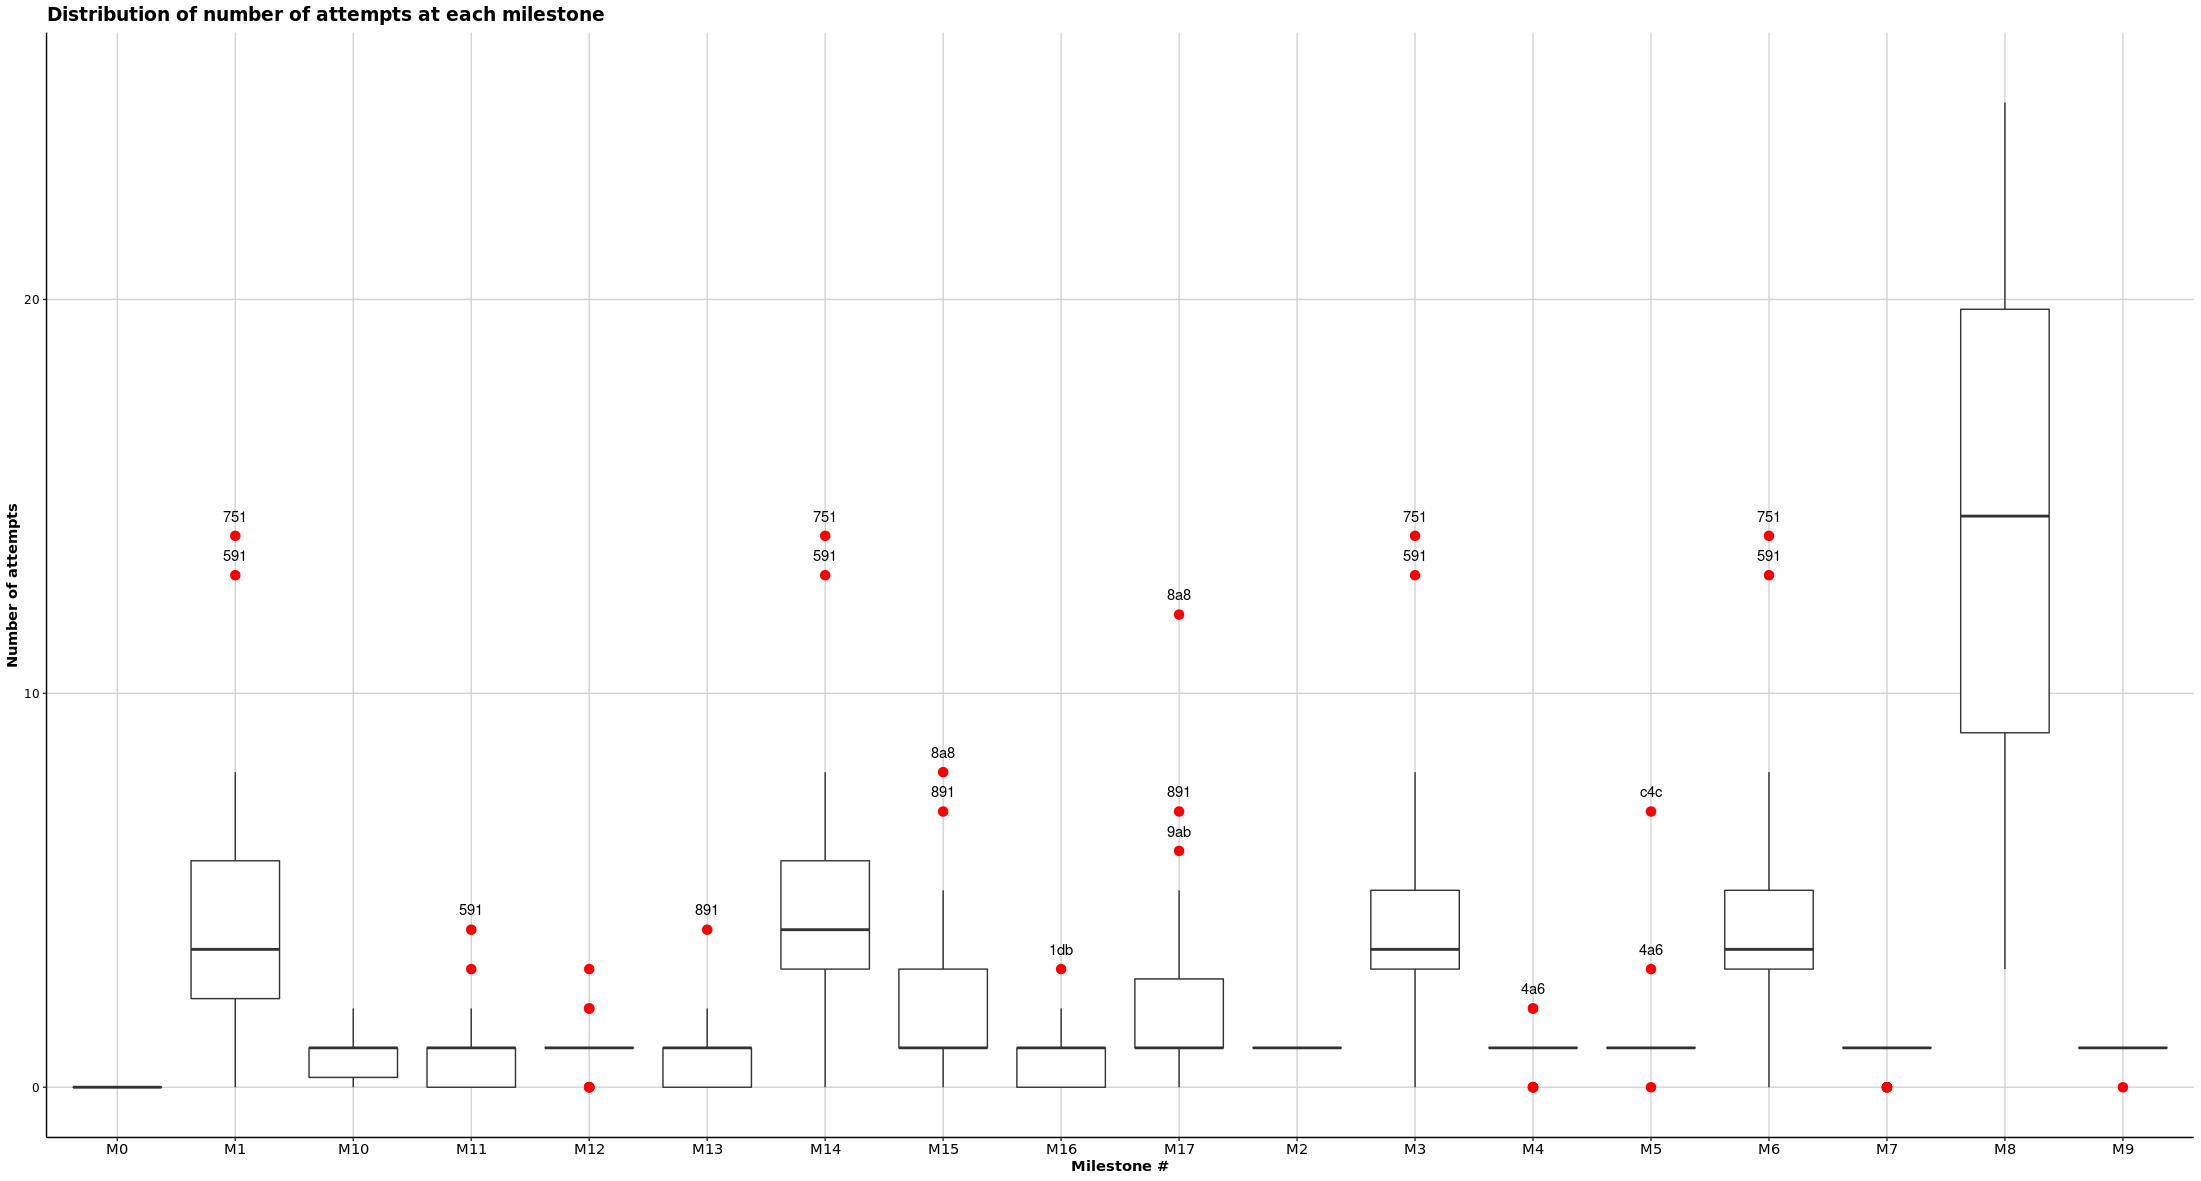 Distribution of number of attempts at each milestone
Number of attempts
20
10
0
751
591
591
891
751
591
8a8
891
1db
8a8
891
9ab
751
591
4a6
c4c
4a6
751
591
M0 M1 M10 M11 M12 M13 M14 M15 M16 M17 M2 M3 M4 M5 M6 M7 M8 M9
Milestone #